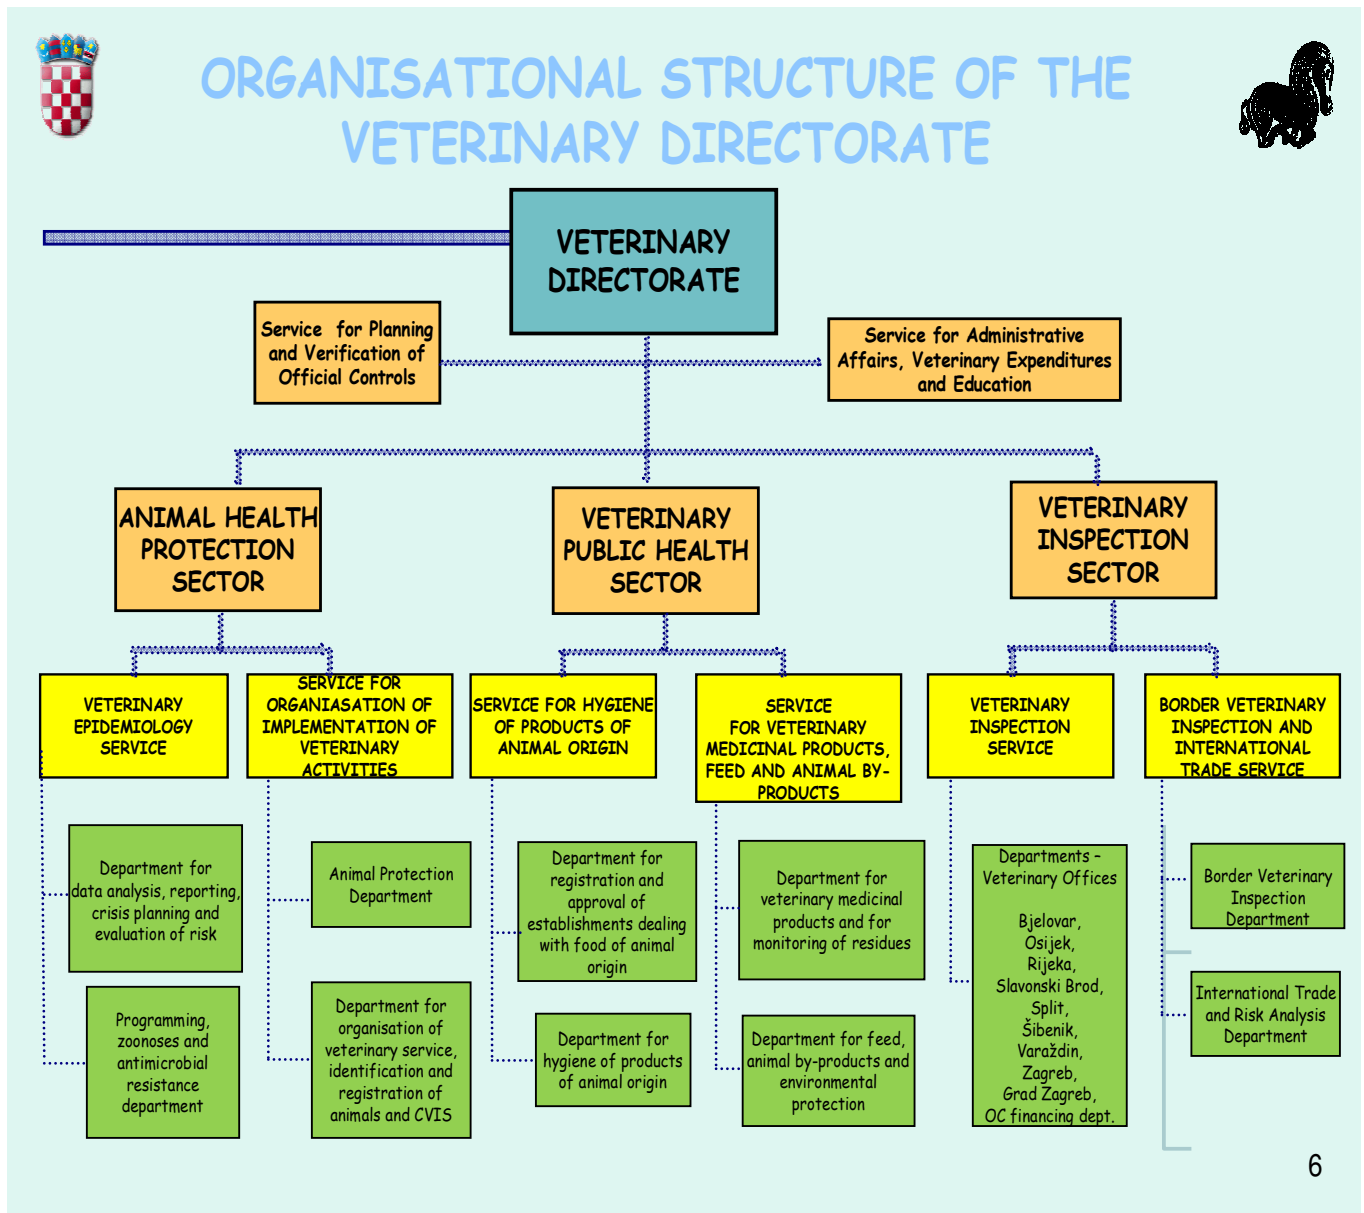 ORGANISATIONAL STRUCTURE OF THE
VETERINARY DIRECTORATE
VETERINARY
DIRECTORATE
Service for Planning
and Verification of
Official Controls
Service for Administrative
Affairs, Veterinary Expenditures
and Education
ANIMAL HEALTH
PROTECTION
SECTOR
VETERINARY
PUBLIC HEALTH
SECTOR
VETERINARY
INSPECTION
SECTOR
VETERINARY
EPIDEMIOLOGY
SERVICE
SERVICE FOR
ORGANIASATION OF
IMPLEMENTATION OF
VETERINARY
ACTIVITIES
SERVICE FOR HYGIENE
OF PRODUCTS OF
ANIMAL ORIGIN
SERVICE
FOR VETERINARY
MEDICINAL PRODUCTS,
FEED AND ANIMAL BY-
PRODUCTS
VETERINARY
INSPECTION
SERVICE
BORDER VETERINARY
INSPECTION AND
INTERNATIONAL
TRADE SERVICE
Department for
data analysis, reporting,
crisis planning and
evaluation of risk
Programming,
zoonoses and
antimicrobial
resistance
department
Animal Protection
Department
Department for
organisation of
veterinary service,
identification and
registration of
animals and CVIS
Department for
registration and
approval of
establishments dealing
with food of animal
origin
Department for
hygiene of products
of animal origin
Department for
veterinary medicinal
products and for
monitoring of residues
Department for feed,
animal by-products and
environmental
protection
Departments –
Veterinary Offices
Bjelovar,
Osijek,
Rijeka,
Slavonski Brod,
Split,
Šibenik,
Varaždin,
Zagreb,
Grad Zagreb,
OC financing dept.
Border Veterinary
Inspection
Department
International Trade
and Risk Analysis
Department
6